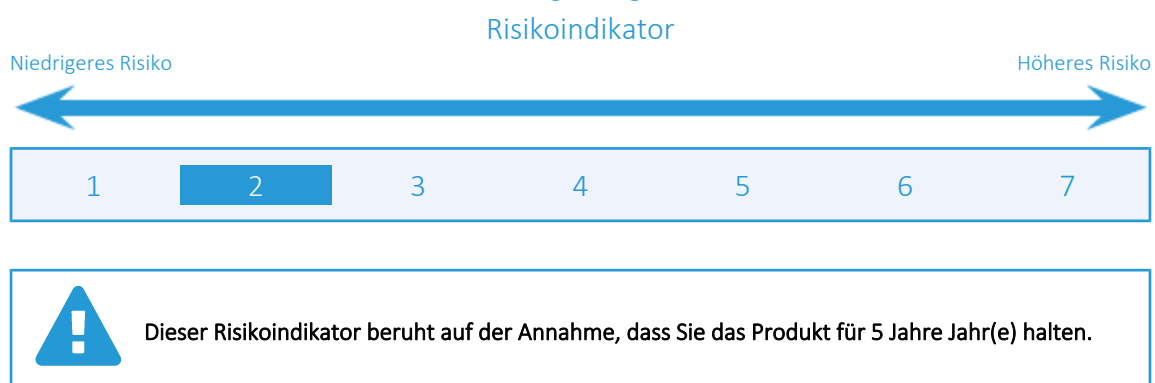 Risikoindikator
Niedrigeres Risiko Höheres Risiko
1 2 3 4 5 6 7
Dieser Risikoindikator beruht auf der Annahme, dass Sie das Produkt für 5 Jahre Jahr(e) halten.